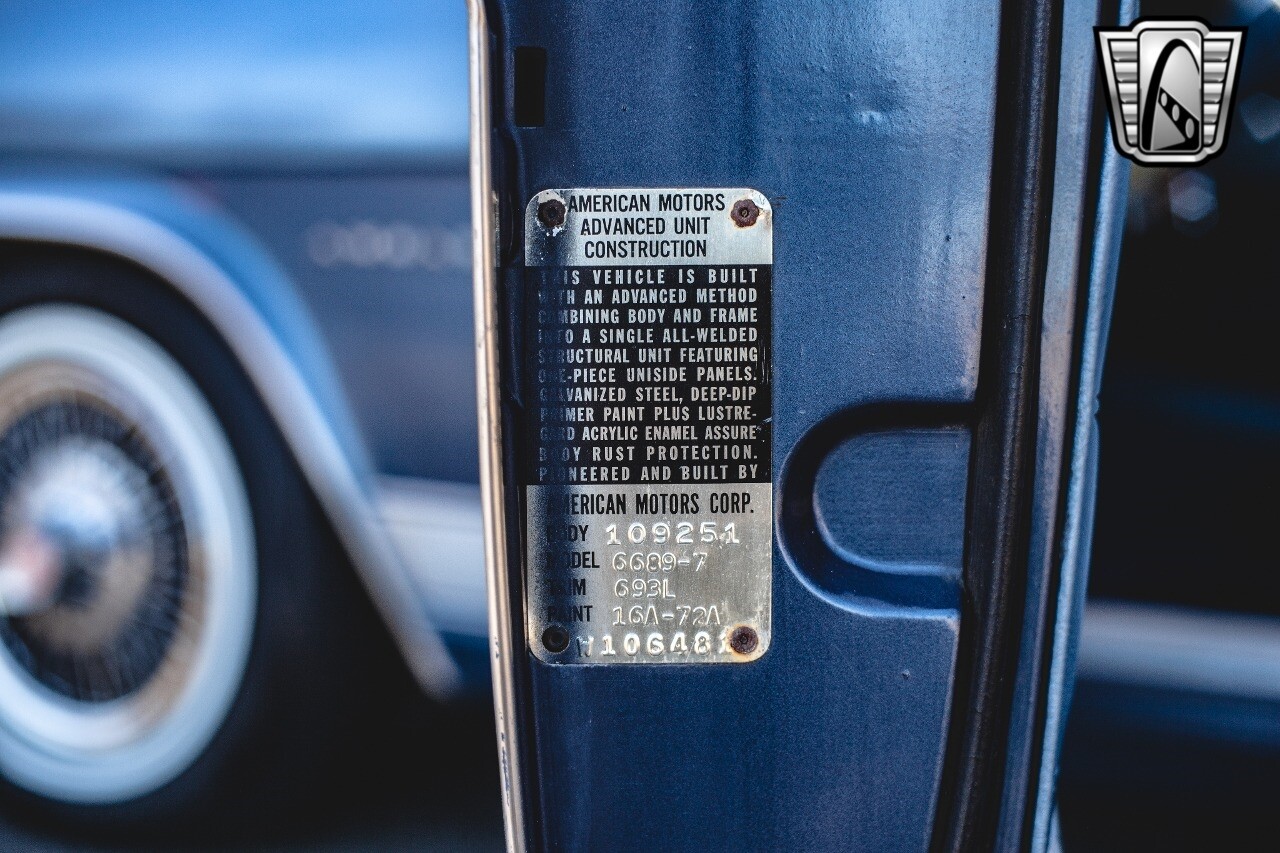 AMERICAN MOTORS
ADVANCED UNIT
CONSTRUCTION
THIS VEHICLE IS BUILT
WITH AN ADVANCED METHOD
COMBINING BODY AND FRAME
INTO A SINGLE ALL-WELDED
STRUCTURAL UNIT FEATURING
ONE-PIECE UNISIDE PANELS.
GALVANIZED STEEL, DEEP-DIP
PRIMER PAINT PLUS LUSTRE-
GARD ACRYLIC ENAMEL ASSURE
BODY RUST PROTECTION.
PIONEERED AND BUILT BY
AMERICAN MOTORS CORP.
BODY 109251
MODEL 6689-7
TRIM 693L
PAINT 16A-72A